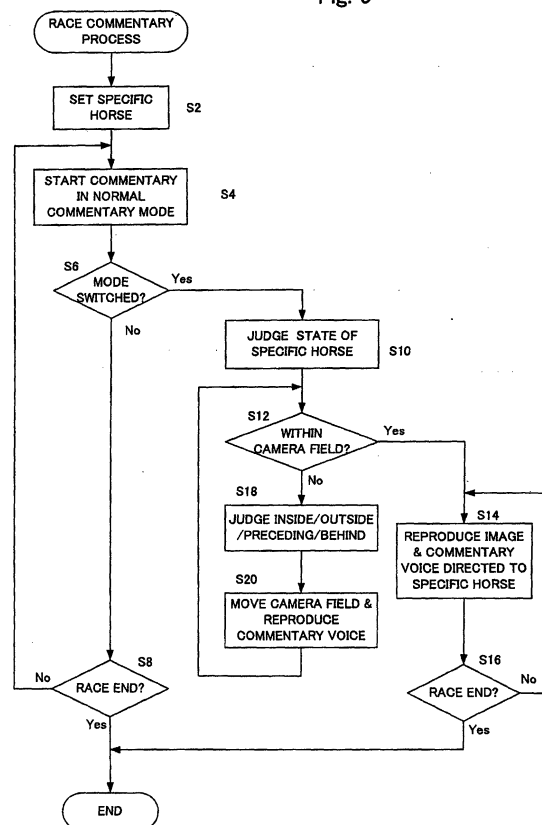 RACE COMMENTARY
PROCESS
SET SPECIFIC
HORSE
S2
START COMMENTARY
IN NORMAL
COMMENTARY MODE
S4
S6
MODE
SWITCHED?
Yes
No
JUDGE STATE OF
SPECIFIC HORSE
S10
S12
WITHIN
CAMERA FIELD?
Yes
No
S18
JUDGE INSIDE/OUTSIDE
/PRECEDING/BEHIND
S14
REPRODUCE IMAGE
& COMMENTARY
VOICE DIRECTED TO
SPECIFIC HORSE
S20
MOVE CAMERA FIELD &
REPRODUCE
COMMENTARY VOICE
S8
No
RACE END?
Yes
S16
RACE END?
No
Yes
END